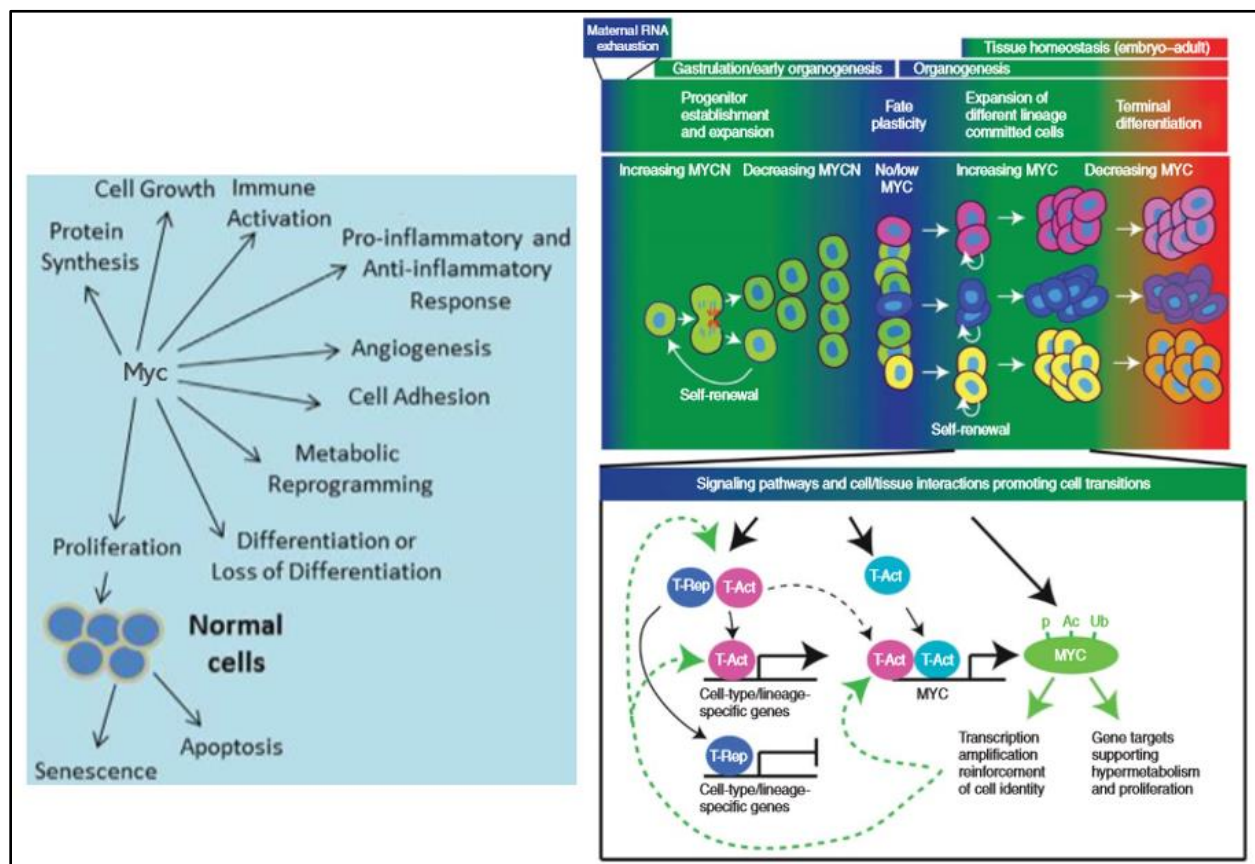 Cell Growth
Immune
Activation
Protein
Synthesis
Pro-inflammatory and
Anti-inflammatory
Response
Myc
Angiogenesis
Cell Adhesion
Metabolic
Reprogramming
Proliferation
Differentiation or
Loss of Differentiation
Normal
cells
Apoptosis
Senescence
Maternal RNA
exhaustion
Tissue homeostasis (embryo–adult)
Gastrulation/early organogenesis
Organogenesis
Progenitor
establishment
and expansion
Fate
plasticity
Expansion of
different lineage
committed cells
Terminal
differentiation
Increasing MYCN
Decreasing MYCN
No/low
MYC
Increasing MYC
Decreasing MYC
Self-renewal
Self-renewal
Signaling pathways and cell/tissue interactions promoting cell transitions
T-Rep
T-Act
T-Act
p Ac Ub
T-Act
T-Act
T-Act
MYC
Cell-type/lineage-
specific genes
MYC
T-Rep
Cell-type/lineage-
specific genes
Transcription
amplification
reinforcement
of cell identity
Gene targets
supporting
hypermetabolism
and proliferation